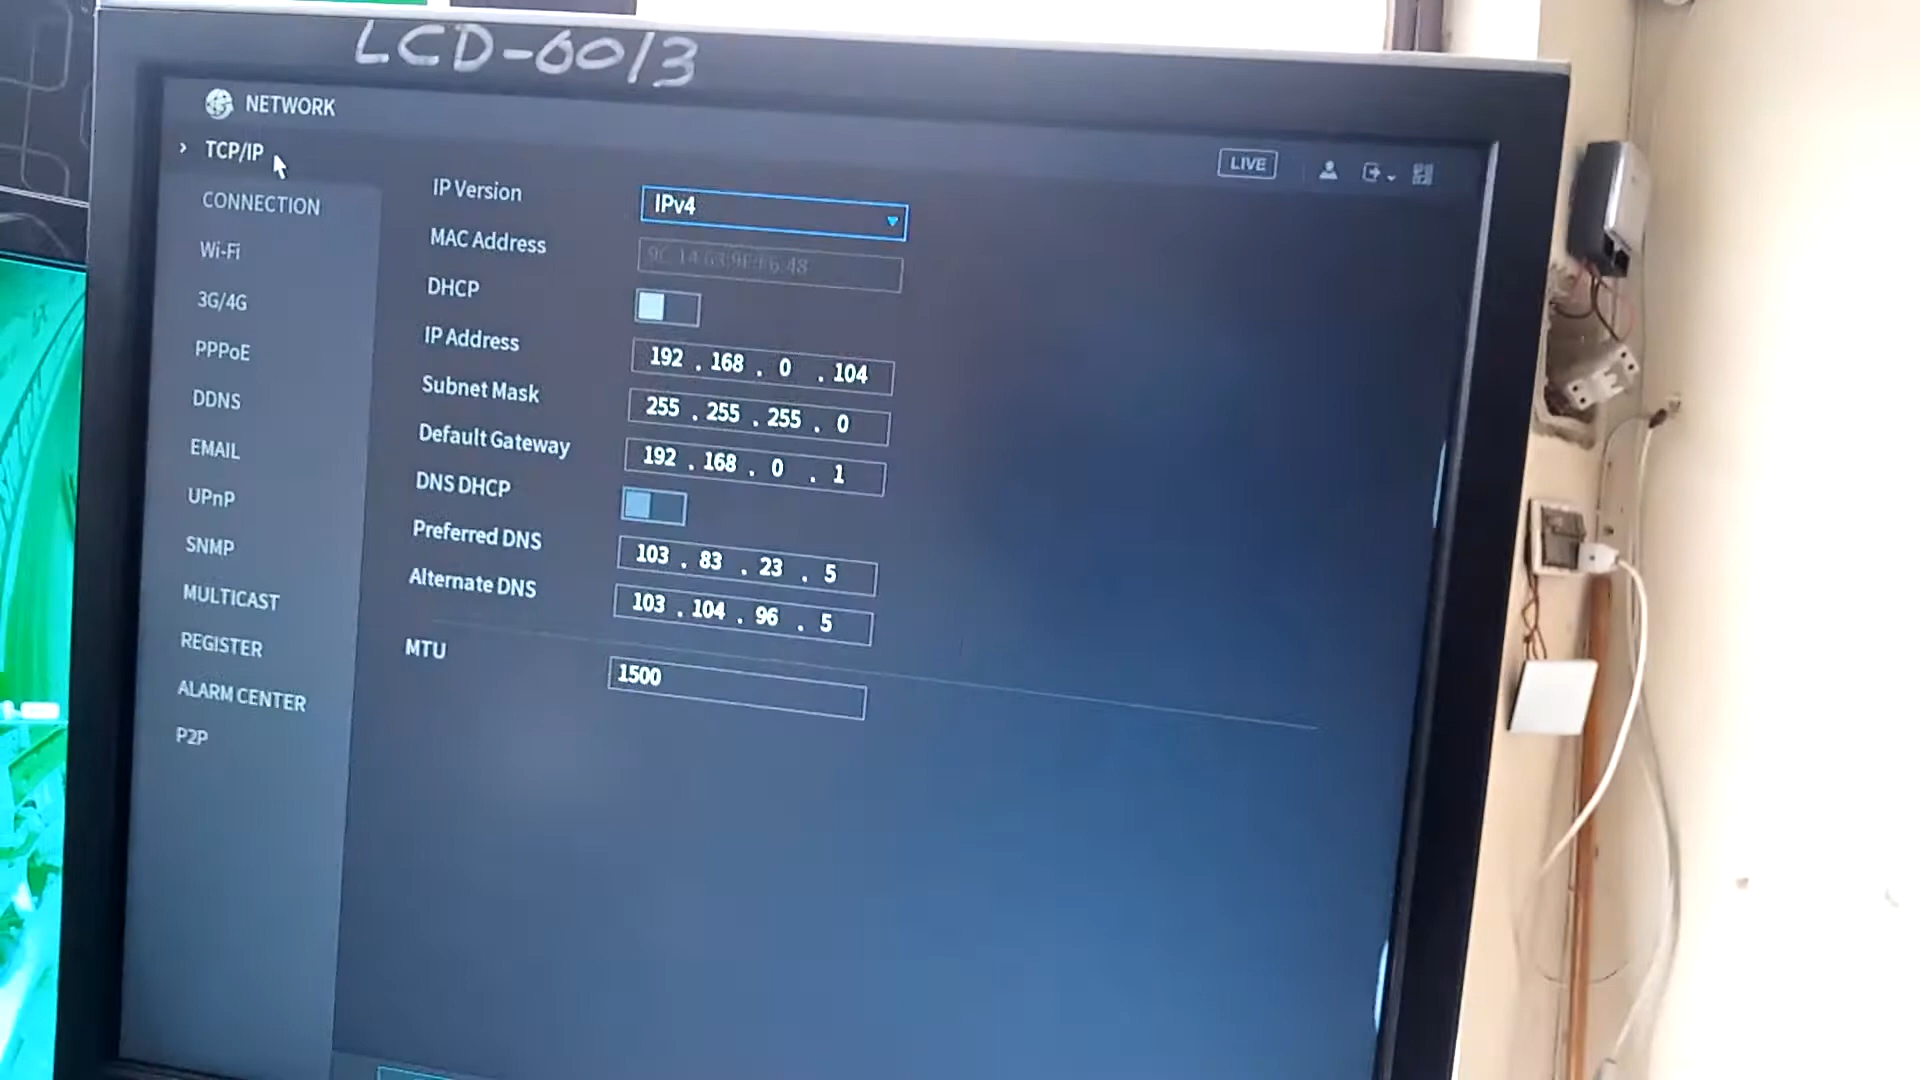 LCD-6013
NETWORK
LIVE
TCP/IP
CONNECTION
Wi-Fi
3G/4G
PPPoE
DDNS
EMAIL
UPnP
SNMP
MULTICAST
REGISTER
ALARM CENTER
P2P
IP Version IPv4
MAC Address
DHCP
IP Address 192 . 168 . 0 . 104
Subnet Mask 255 . 255 . 255 . 0
Default Gateway 192 . 168 . 0 . 1
DNS DHCP
Preferred DNS 103 . 83 . 23 . 5
Alternate DNS 103 . 104 . 96 . 5
MTU 1500